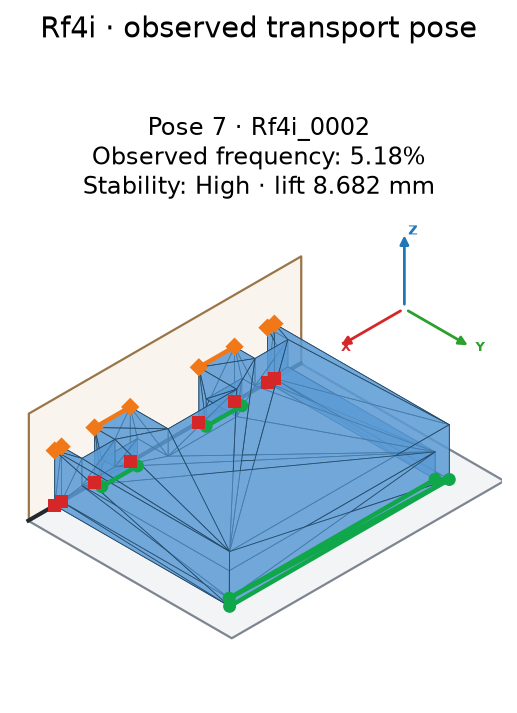 Rf4i · observed transport pose
Pose 7 · Rf4i_0002
Observed frequency: 5.18%
Stability: High · lift 8.682 mm
Z
X
Y